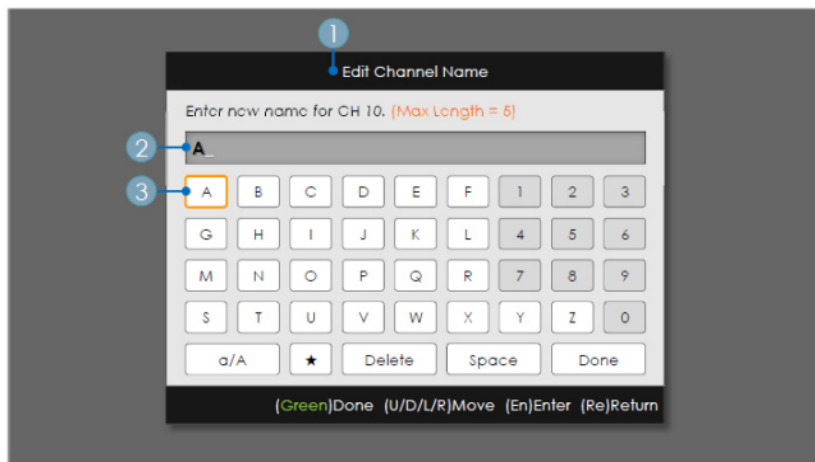 1
Edit Channel Name
Enter new name for CH 10. (Max Length = 5)
2 A_
3 A B C D E F 1 2 3
G H I J K L 4 5 6
M N O P Q R 7 8 9
S T U V W X Y Z 0
a/A ★ Delete Space Done
(Green)Done (U/D/L/R)Move (En)Enter (Re)Return